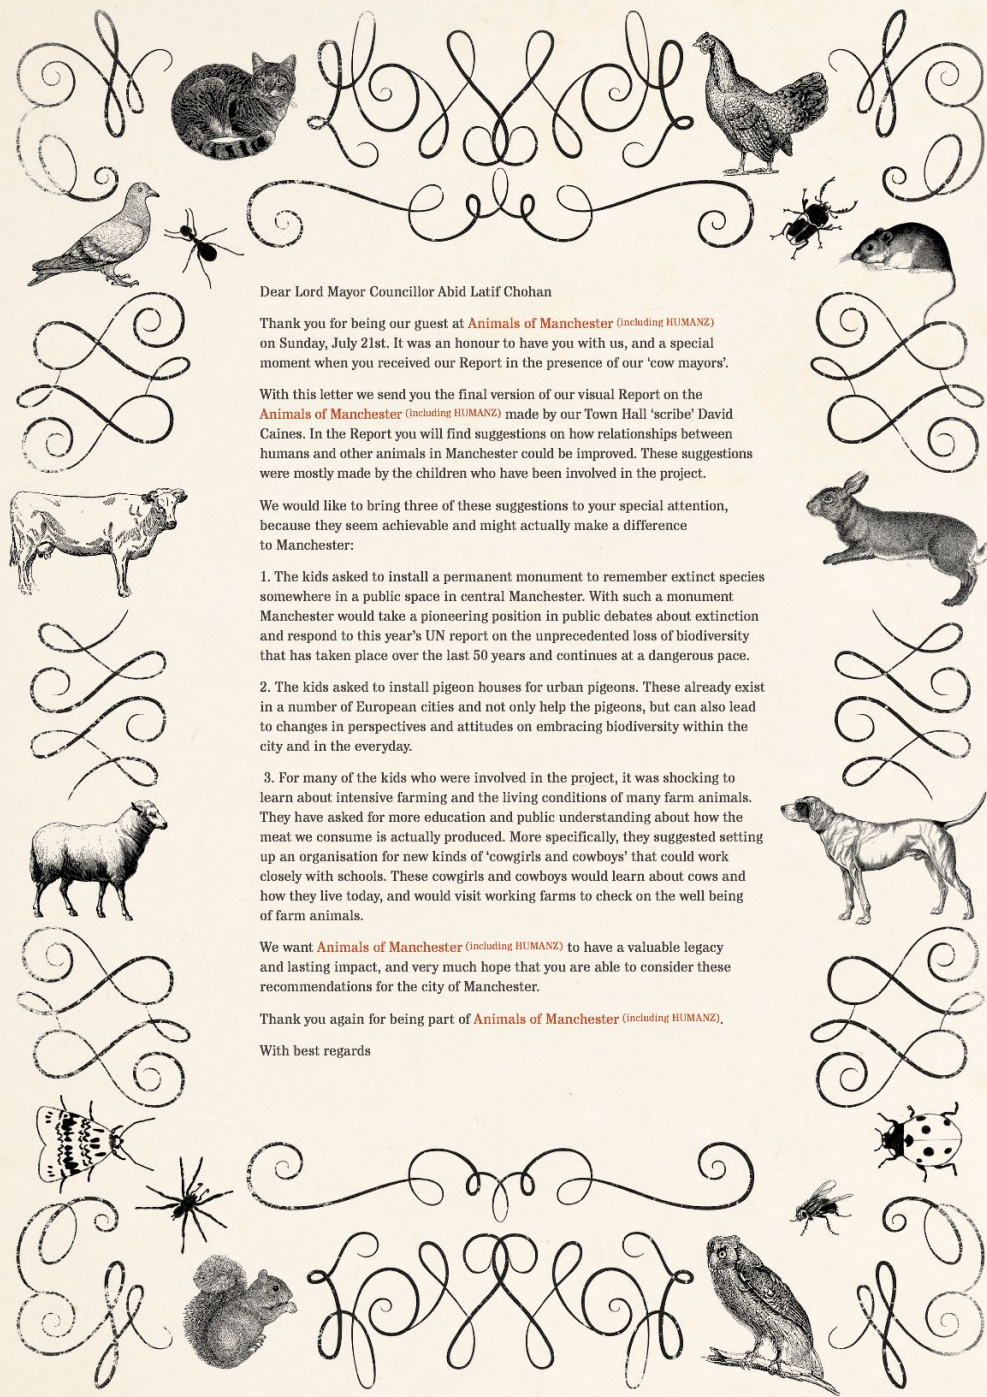 Dear Lord Mayor Councillor Abid Latif Chohan
Thank you for being our guest at Animals of Manchester (including HUMANZ)
on Sunday, July 21st. It was an honour to have you with us, and a special
moment when you received our Report in the presence of our ‘cow mayors’.
With this letter we send you the final version of our visual Report on the
Animals of Manchester (including HUMANZ) made by our Town Hall ‘scribe’ David
Caines. In the Report you will find suggestions on how relationships between
humans and other animals in Manchester could be improved. These suggestions
were mostly made by the children who have been involved in the project.
We would like to bring three of these suggestions to your special attention,
because they seem achievable and might actually make a difference
to Manchester:
1. The kids asked to install a permanent monument to remember extinct species
somewhere in a public space in central Manchester. With such a monument
Manchester would take a pioneering position in public debates about extinction
and respond to this year’s UN report on the unprecedented loss of biodiversity
that has taken place over the last 50 years and continues at a dangerous pace.
2. The kids asked to install pigeon houses for urban pigeons. These already exist
in a number of European cities and not only help the pigeons, but can also lead
to changes in perspectives and attitudes on embracing biodiversity within the
city and in the everyday.
3. For many of the kids who were involved in the project, it was shocking to
learn about intensive farming and the living conditions of many farm animals.
They have asked for more education and public understanding about how the
meat we consume is actually produced. More specifically, they suggested setting
up an organisation for new kinds of ‘cowgirls and cowboys’ that could work
closely with schools. These cowgirls and cowboys would learn about cows and
how they live today, and would visit working farms to check on the well being
of farm animals.
We want Animals of Manchester (including HUMANZ) to have a valuable legacy
and lasting impact, and very much hope that you are able to consider these
recommendations for the city of Manchester.
Thank you again for being part of Animals of Manchester (including HUMANZ).
With best regards